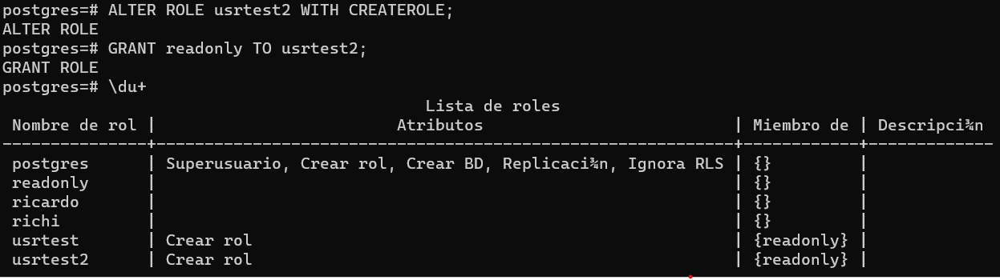 postgres=# ALTER ROLE usrtest2 WITH CREATEROLE;
ALTER ROLE
postgres=# GRANT readonly TO usrtest2;
GRANT ROLE
postgres=# \du+
Lista de roles
Nombre de rol | Atributos | Miembro de | Descripci¾n
---------------+------------------------------------------------------------+------------+-------------
postgres | Superusuario, Crear rol, Crear BD, Replicaci¾n, Ignora RLS | {} |
readonly | | {} |
ricardo | | {} |
richi | | {} |
usrtest | Crear rol | {readonly} |
usrtest2 | Crear rol | {readonly} |